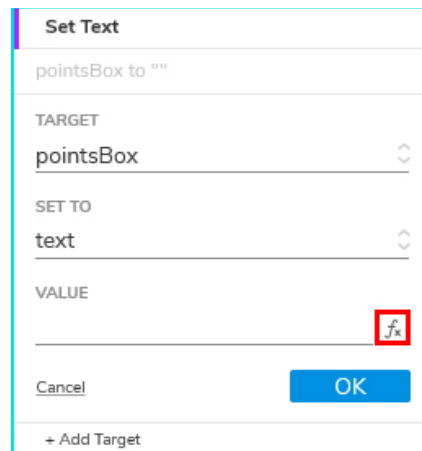 Set Text
pointsBox to ""
TARGET
pointsBox
SET TO
text
VALUE
fx
Cancel OK
+ Add Target